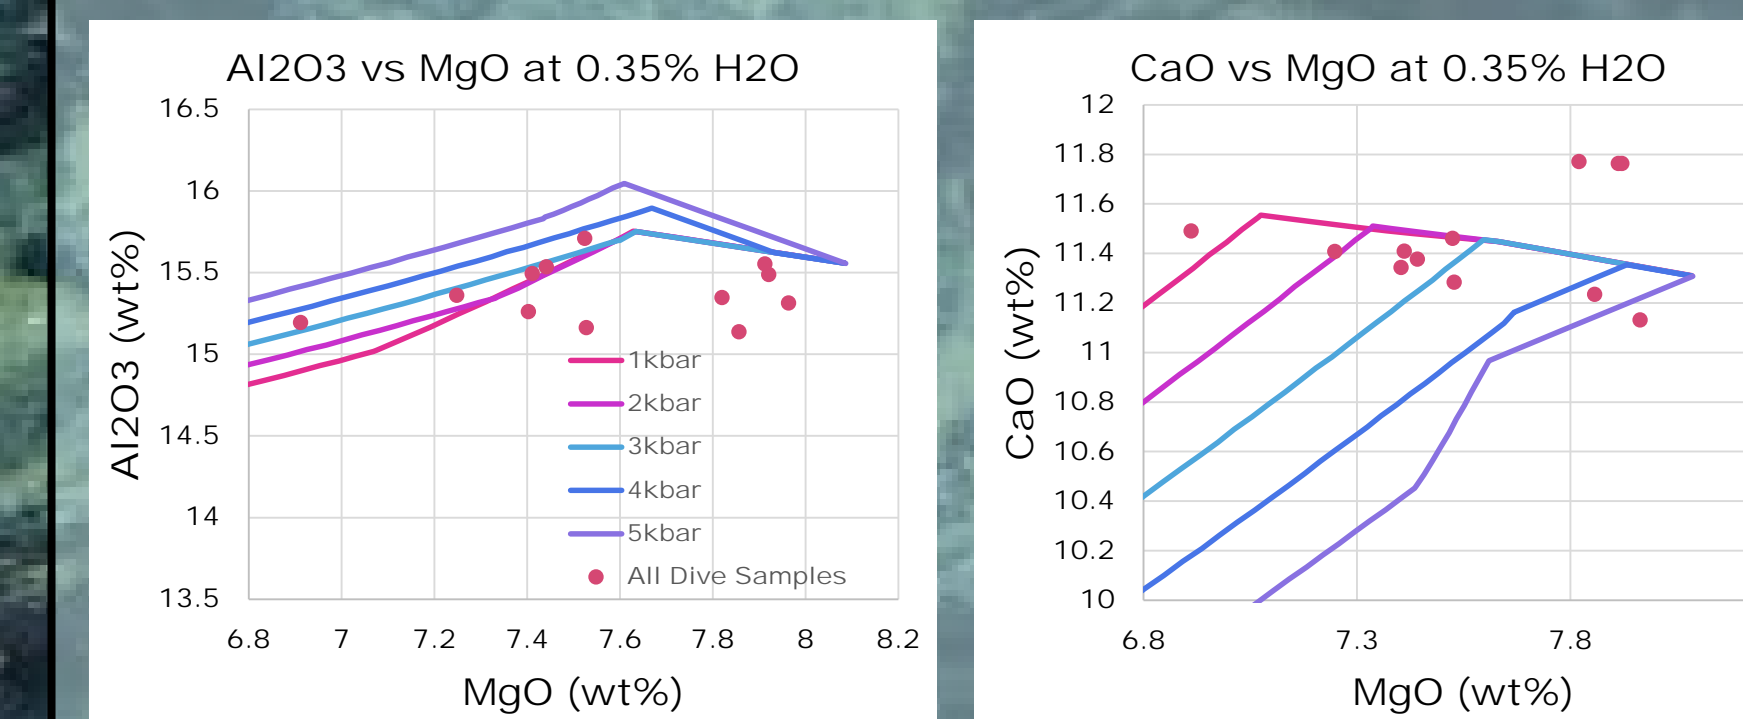 Al2O3 vs MgO at 0.35% H2O
16.5
16
15.5
15
14.5
14
13.5
Al2O3 (wt%)
6.8 7 7.2 7.4 7.6 7.8 8 8.2
MgO (wt%)
1kbar
2kbar
3kbar
4kbar
5kbar
All Dive Samples
CaO vs MgO at 0.35% H2O
12
11.8
11.6
11.4
11.2
11
10.8
10.6
10.4
10.2
10
CaO (wt%)
6.8 7.3 7.8
MgO (wt%)